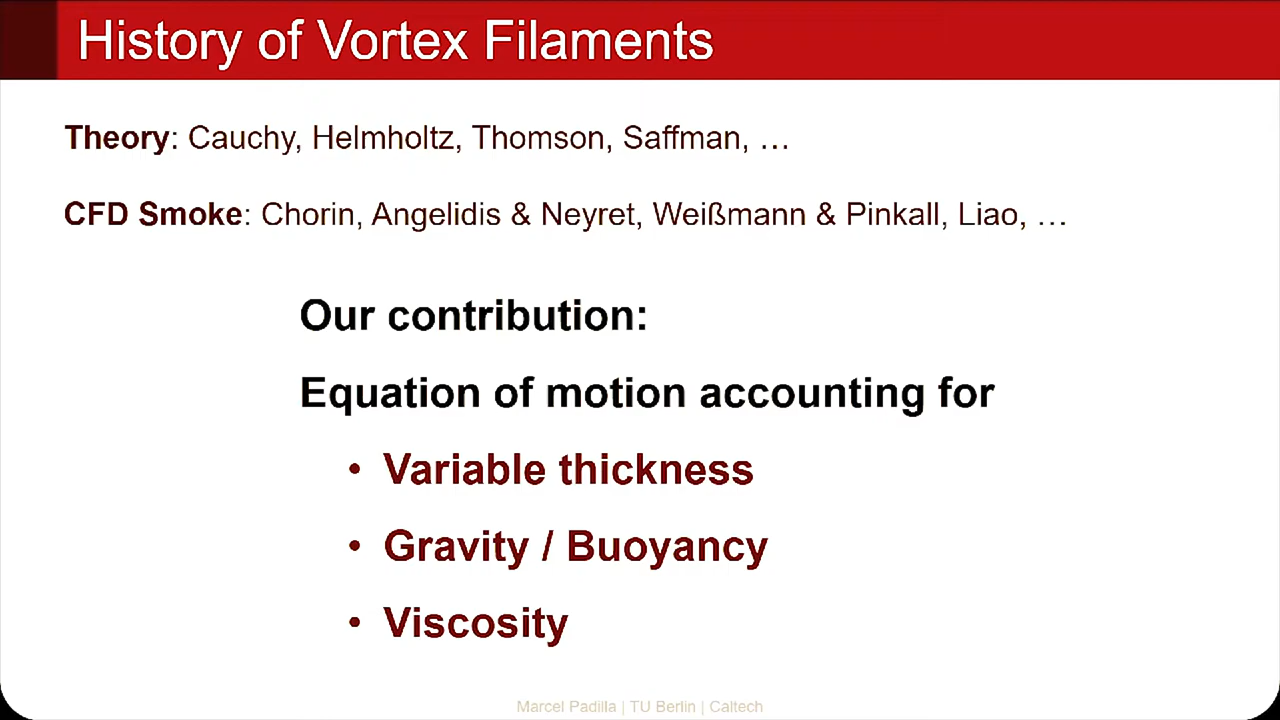 History of Vortex Filaments
Theory: Cauchy, Helmholtz, Thomson, Saffman, …
CFD Smoke: Chorin, Angelidis & Neyret, Weißmann & Pinkall, Liao, …
Our contribution:
Equation of motion accounting for
• Variable thickness
• Gravity / Buoyancy
• Viscosity
Marcel Padilla | TU Berlin | Caltech